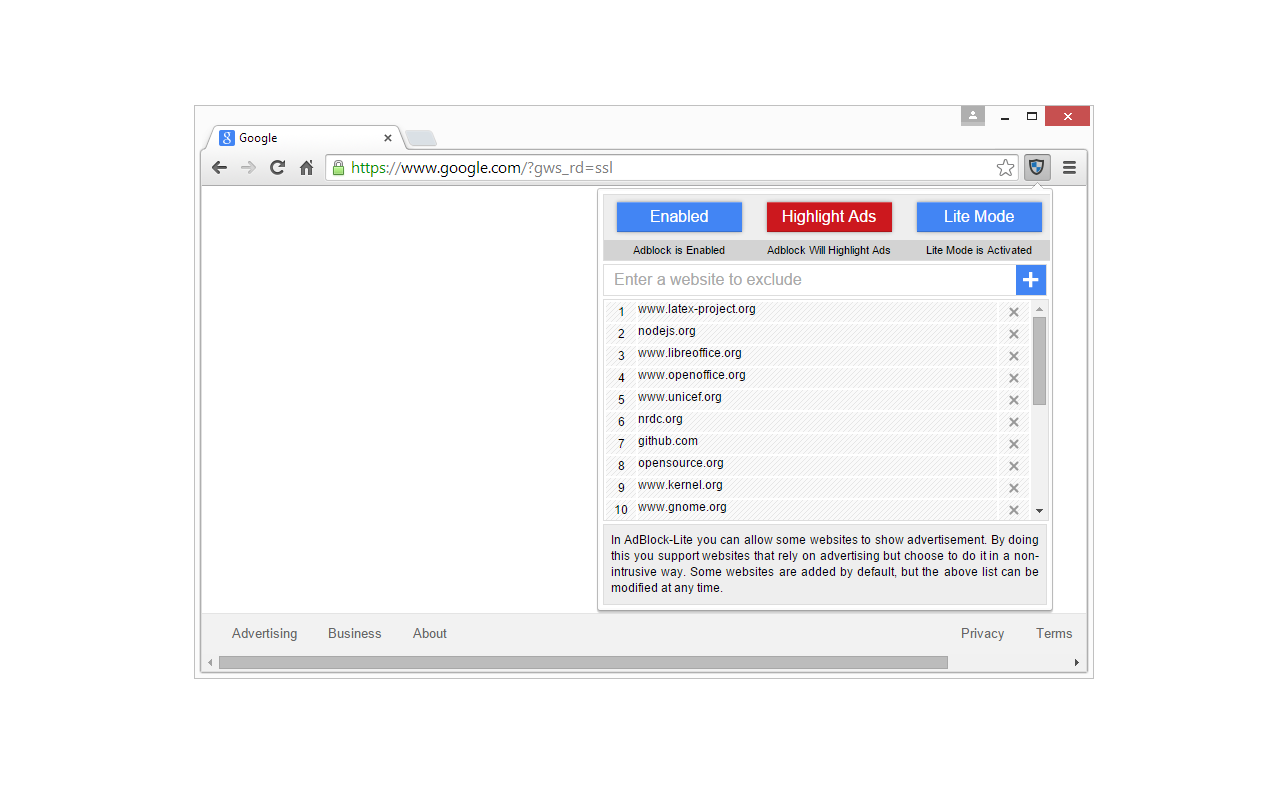 Google
https://www.google.com/?gws_rd=ssl
Enabled Highlight Ads Lite Mode
Adblock is Enabled Adblock Will Highlight Ads Lite Mode is Activated
Enter a website to exclude
1 www.latex-project.org
2 nodejs.org
3 www.libreoffice.org
4 www.openoffice.org
5 www.unicef.org
6 nrdc.org
7 github.com
8 opensource.org
9 www.kernel.org
10 www.gnome.org
In AdBlock-Lite you can allow some websites to show advertisement. By doing
this you support websites that rely on advertising but choose to do it in a non-
intrusive way. Some websites are added by default, but the above list can be
modified at any time.
Advertising Business About Privacy Terms